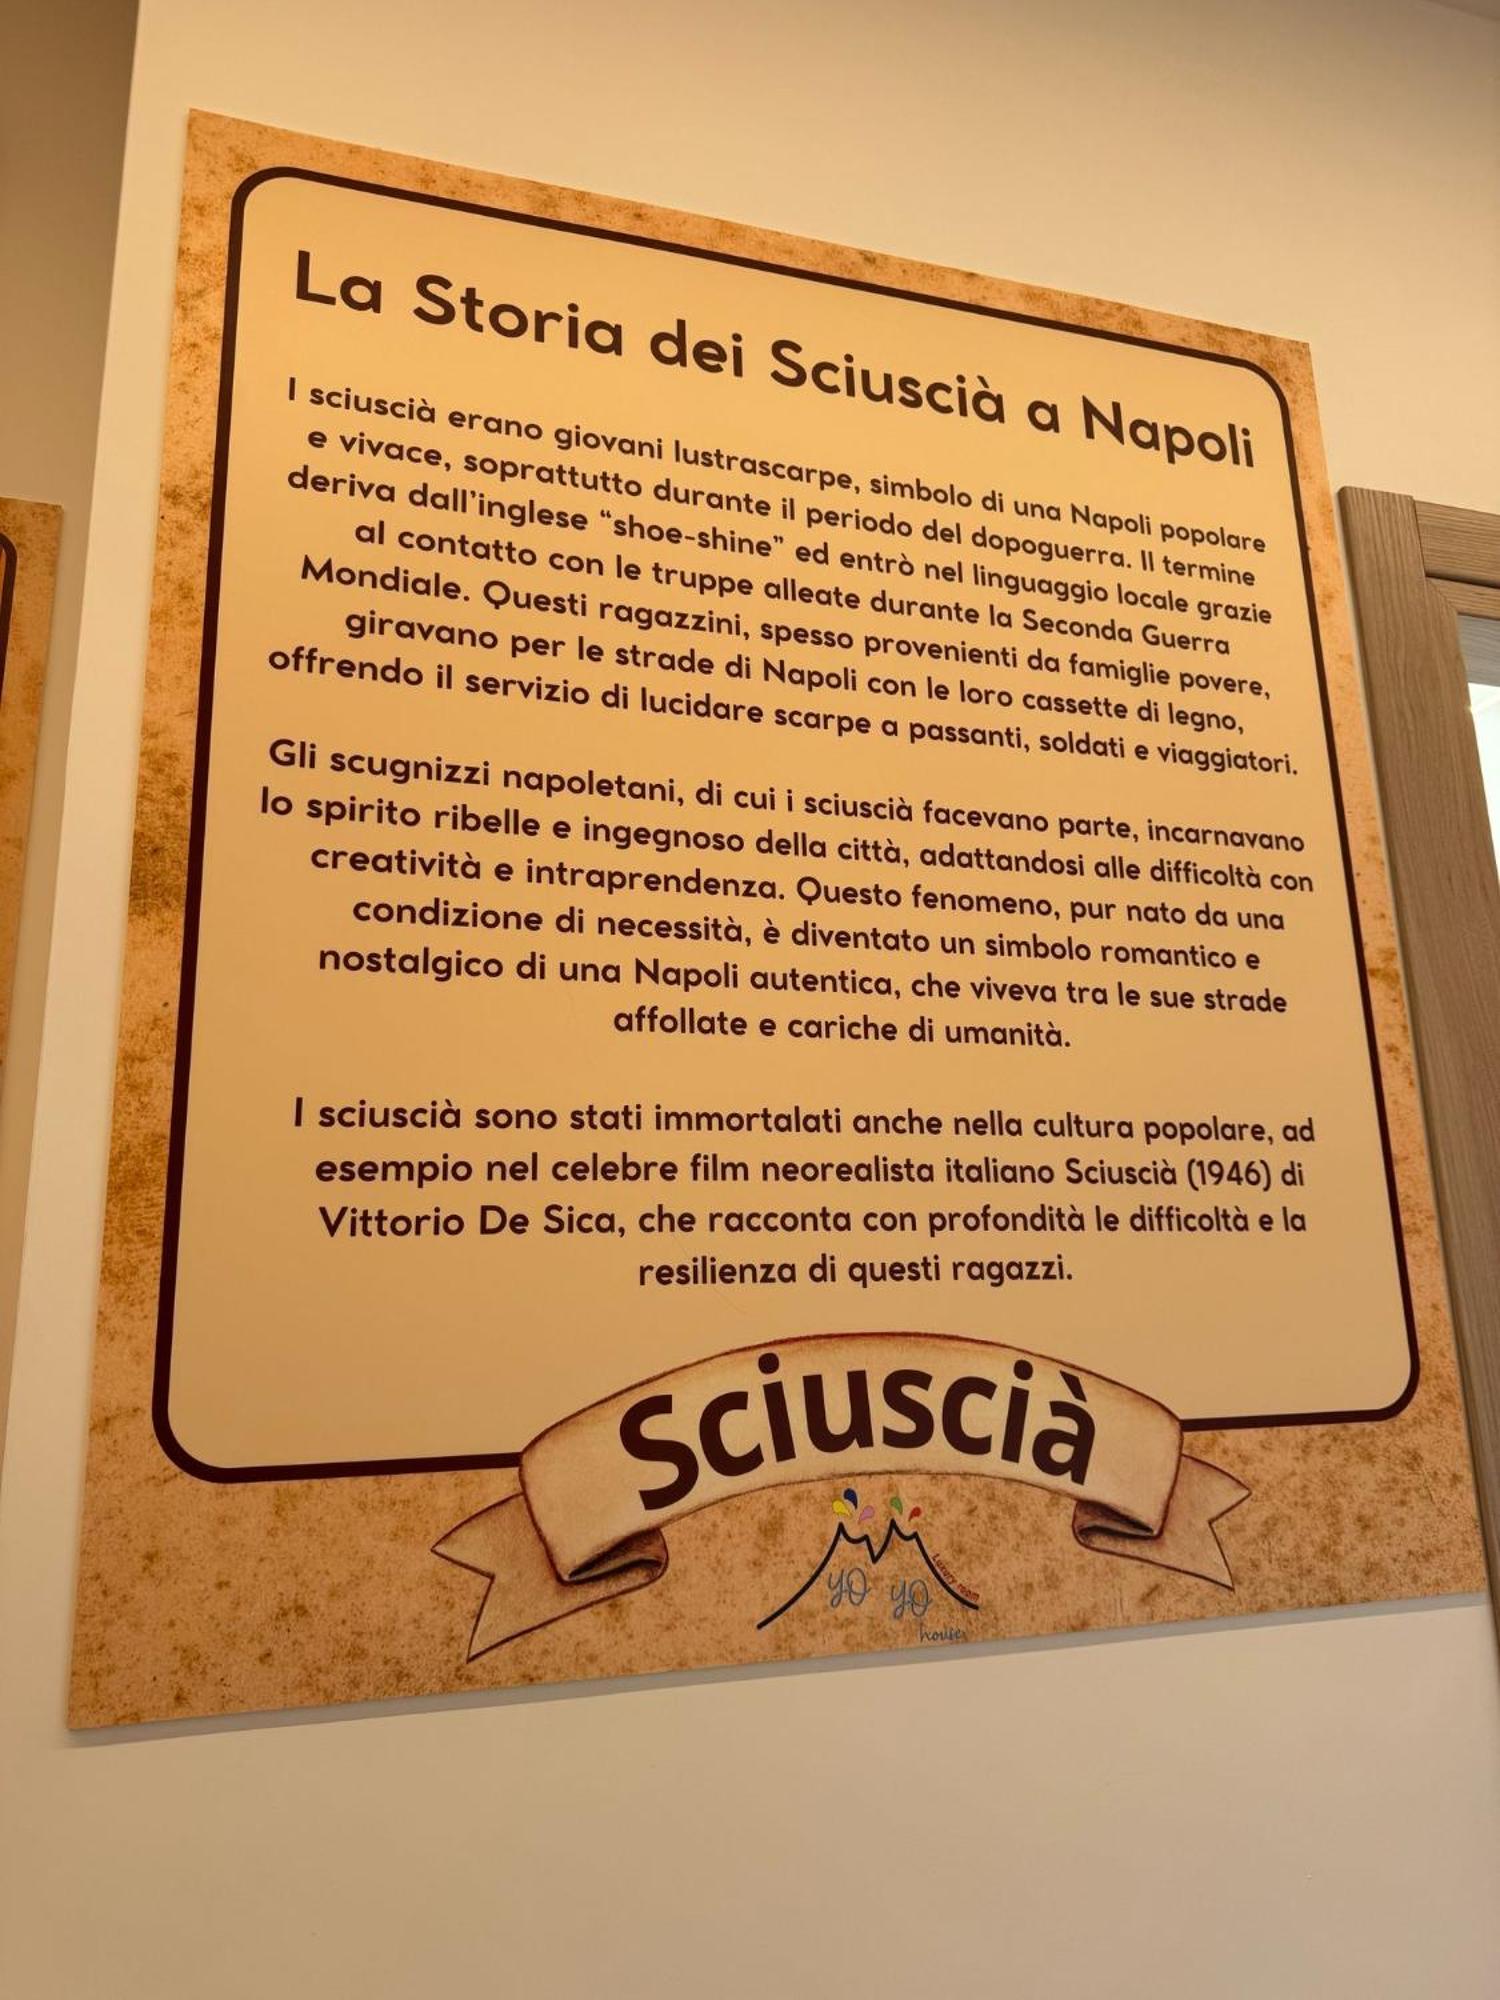 La Storia dei Sciuscià a Napoli
I sciuscià erano giovani lustrascarpe, simbolo di una Napoli popolare
e vivace, soprattutto durante il periodo del dopoguerra. Il termine
deriva dall'inglese “shoe-shine” ed entrò nel linguaggio locale grazie
al contatto con le truppe alleate durante la Seconda Guerra
Mondiale. Questi ragazzini, spesso provenienti da famiglie povere,
giravano per le strade di Napoli con le loro cassette di legno,
offrendo il servizio di lucidare scarpe a passanti, soldati e viaggiatori.
Gli scugnizzi napoletani, di cui i sciuscià facevano parte, incarnavano
lo spirito ribelle e ingegnoso della città, adattandosi alle difficoltà con
creatività e intraprendenza. Questo fenomeno, pur nato da una
condizione di necessità, è diventato un simbolo romantico e
nostalgico di una Napoli autentica, che viveva tra le sue strade
affollate e cariche di umanità.
I sciuscià sono stati immortalati anche nella cultura popolare, ad
esempio nel celebre film neorealista italiano Sciuscià (1946) di
Vittorio De Sica, che racconta con profondità le difficoltà e la
resilienza di questi ragazzi.
Sciuscià
yo yo
Luxury room
house